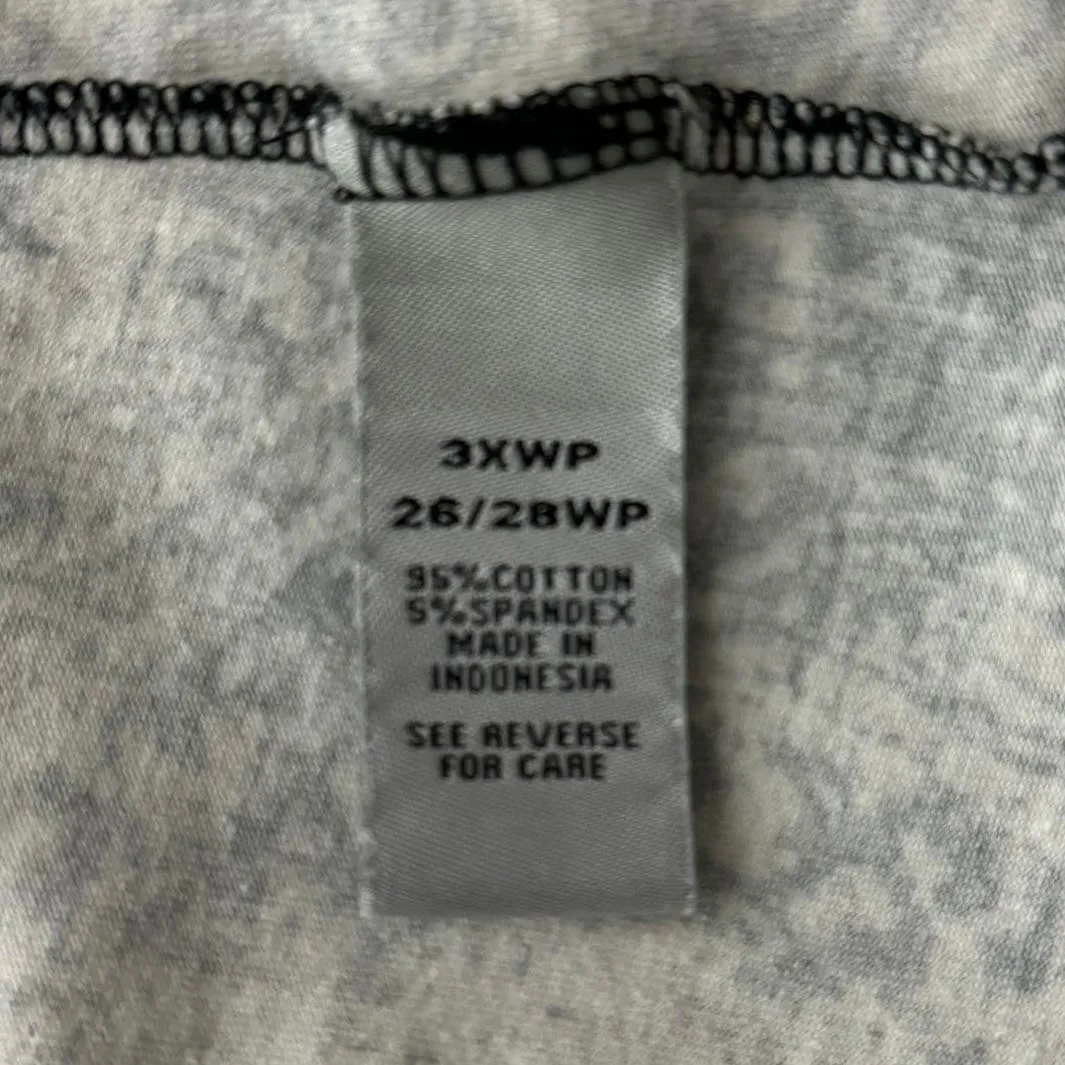 3XWP
26/28WP
95%COTTON
5%SPANDEX
MADE IN
INDONESIA
SEE REVERSE
FOR CARE